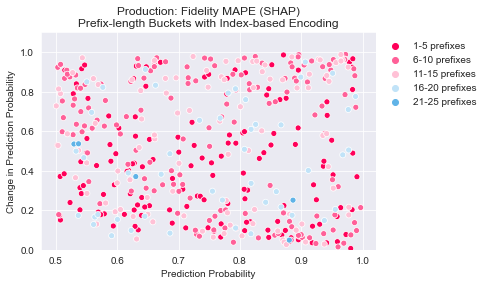 Production: Fidelity MAPE (SHAP)
Prefix-length Buckets with Index-based Encoding
Change in Prediction Probability
1.0
0.8
0.6
0.4
0.2
0.0
0.5 0.6 0.7 0.8 0.9 1.0
Prediction Probability
1-5 prefixes
6-10 prefixes
11-15 prefixes
16-20 prefixes
21-25 prefixes